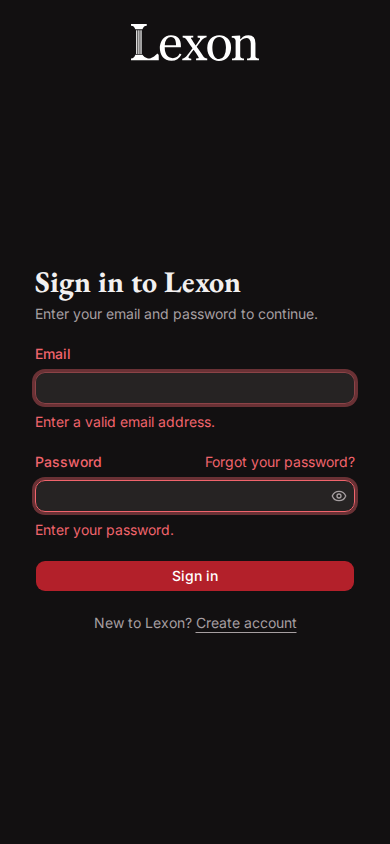 Lexon
Sign in to Lexon
Enter your email and password to continue.
Email
Enter a valid email address.
Password Forgot your password?
Enter your password.
Sign in
New to Lexon? Create account